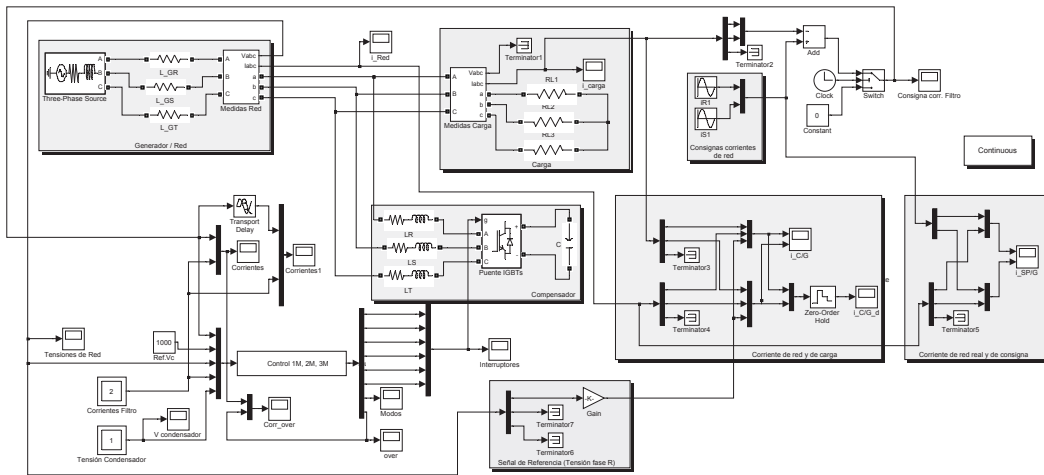 Three-Phase Source
A
B
C
L_GR
L_GS
L_GT
A
B
C
Vabc
Iabc
a
b
c
Medidas Red
Generador / Red
i_Red
A
B
C
Vabc
Iabc
a
b
c
Medidas Carga
Terminator1
RL1
i_carga
RL2
RL3
Carga
Terminator2
iR1
iS1
Consignas corrientes
de red
Add
Clock
0
Constant
Switch
Consigna corr. Filtro
Continuous
Transport
Delay
Corrientes
Corrientes1
LR
LS
LT
g
A
B
C
+
-
Puente IGBTs
C
Compensador
Terminator3
Terminator4
i_C/G
Zero-Order
Hold
i_C/G_d
e
Corriente de red y de carga
Terminator5
i_SP/G
Corriente de red real y de consigna
Tensiones de Red
1000
Ref.Vc
Control 1M, 2M, 3M
Interruptores
2
Corrientes Filtro
1
Tensión Condensador
V condensador
Corr_over
Modos
over
-K-
Gain
Terminator7
Terminator6
Señal de Referencia (Tensión fase R)